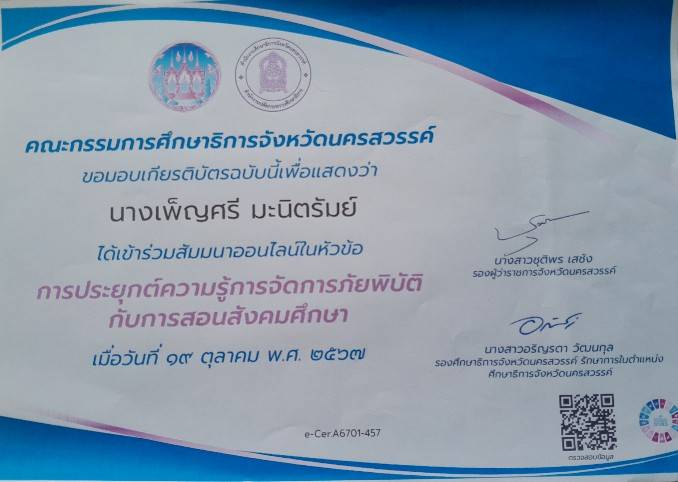 คณะกรรมการศึกษาธิการจังหวัดนครสวรรค์
ขอมอบเกียรติบัตรฉบับนี้เพื่อแสดงว่า
นางเพ็ญศรี มะนิตรัมย์
ได้เข้าร่วมสัมมนาออนไลน์ในหัวข้อ
การประยุกต์ความรู้การจัดการภัยพิบัติ
กับการสอนสังคมศึกษา
เมื่อวันที่ ๑๙ ตุลาคม พ.ศ. ๒๕๖๗
นางสาวชุติพร เสชัง
รองผู้ว่าราชการจังหวัดนครสวรรค์
นางสาวอริญรดา วัฒนกุล
รองศึกษาธิการจังหวัดนครสวรรค์ รักษาการในตำแหน่ง
ศึกษาธิการจังหวัดนครสวรรค์
e-Cer.A6701-457
ตรวจสอบข้อมูล